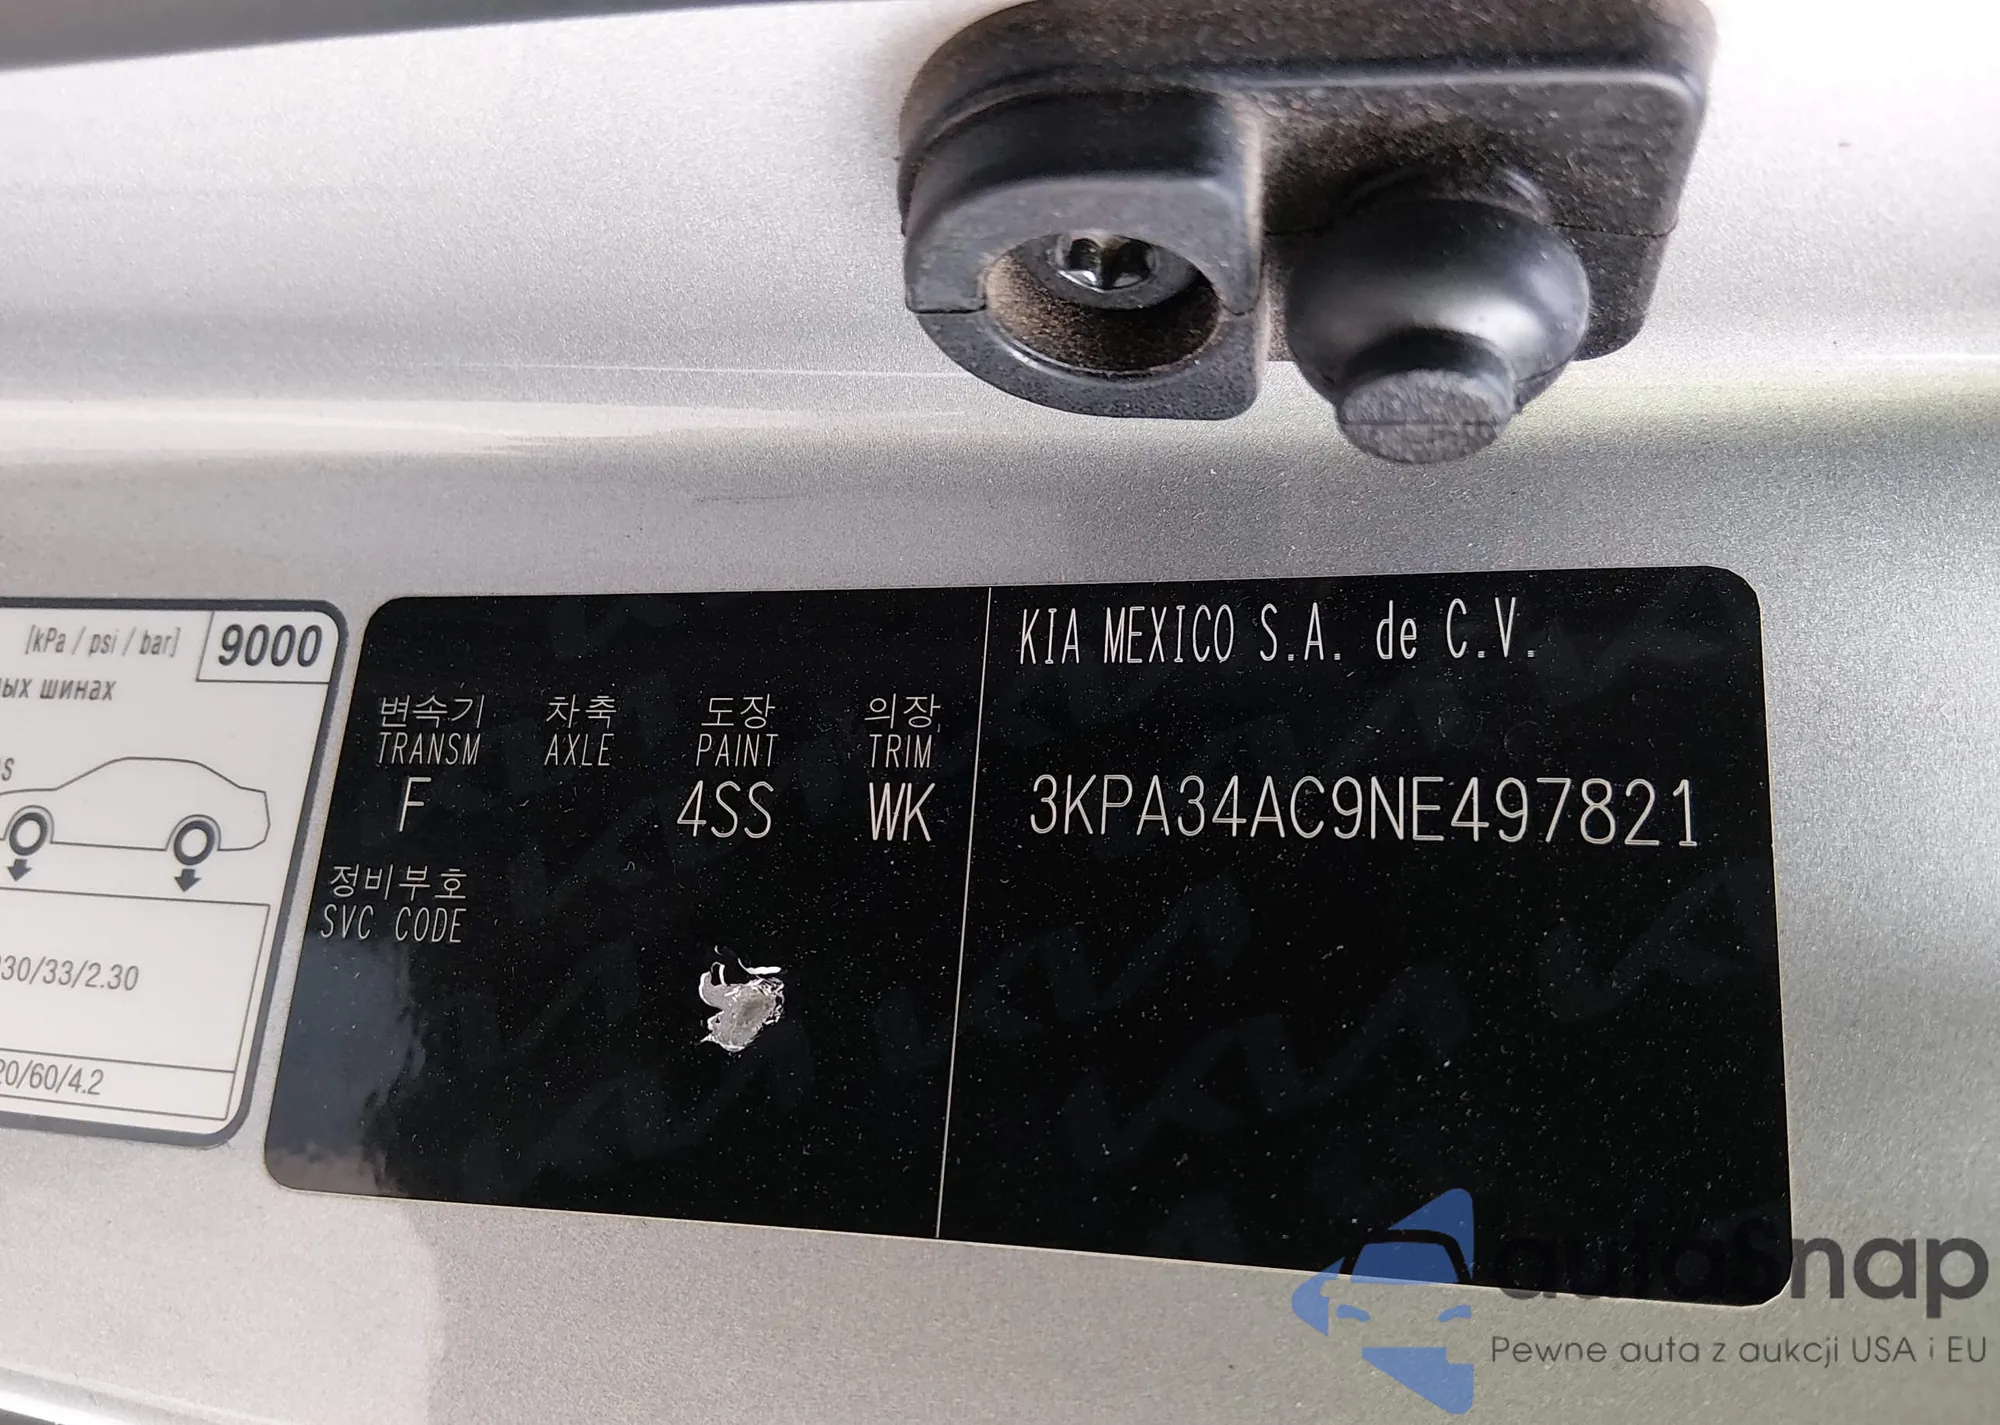 [kPa / psi / bar]
9000
ых шинах
30/33/2.30
20/60/4.2
KIA MEXICO S.A. de C.V.
변속기 차축 도장 의장
TRANSM AXLE PAINT TRIM
F 4SS WK
3KPA34AC9NE497821
정비부호
SVC CODE
autoSnap
Pewne auta z aukcji USA i EU